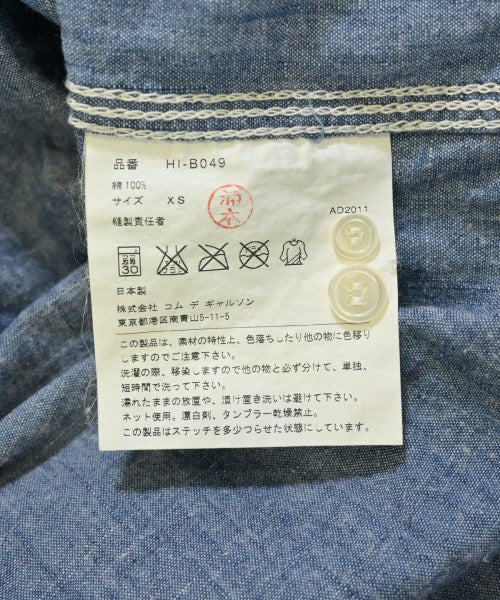 品番 HI-B049
綿100%
サイズ X.S
縫製責任者
AD2011
30
日本製
株式会社 コム デ ギャルソン
東京都港区南青山5-11-5
この製品は、素材の特性上、色落ちしたり他の物に色移り
しますのでご注意下さい。
洗濯の際、移染しますので他の物と必ず分けて、単独、
短時間で洗って下さい。
濡れたままの放置や、漬け置き洗いは避けて下さい。
ネット使用。漂白剤、タンブラー乾燥禁止。
この製品はステッチを多少つらせた状態にしています。